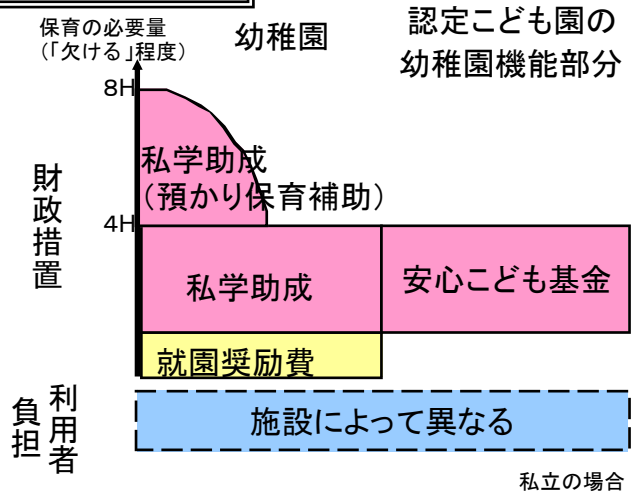 保育の必要量
(「欠ける」程度)
幼稚園
認定こども園の
幼稚園機能部分
8H
私学助成
(預かり保育補助)
財政措置
4H
私学助成
安心こども基金
就園奨励費
利用者
負担
施設によって異なる
私立の場合